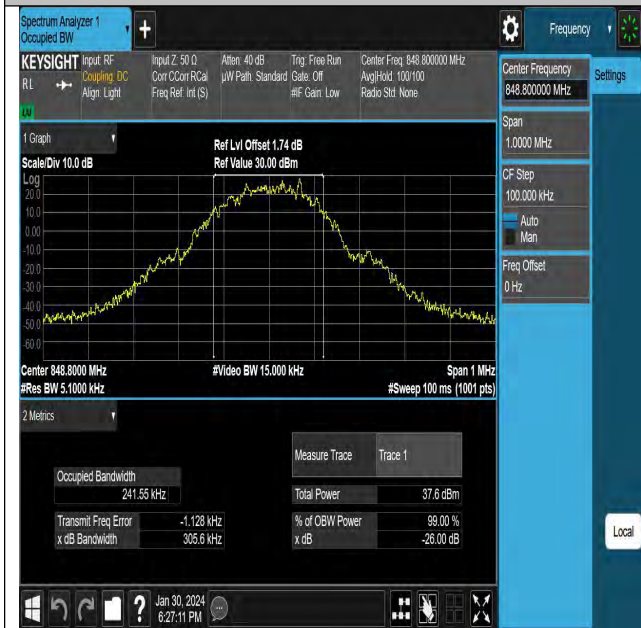 Spectrum Analyzer 1
Occupied BW
+
Frequency
KEYSIGHT
RL
LXI
Input: RF
Coupling: DC
Align: Light
Input Z: 50 Ω
Corr CCorr RCal
Freq Ref: Int (S)
Atten: 40 dB
µW Path: Standard
Trig: Free Run
Gate: Off
#IF Gain: Low
Center Freq: 848.800000 MHz
Avg|Hold: 100/100
Radio Std: None
Center Frequency
848.800000 MHz
Settings
Span
1.0000 MHz
CF Step
100.000 kHz
Auto
Man
Freq Offset
0 Hz
Local
1 Graph
Scale/Div 10.0 dB
Ref Lvl Offset 1.74 dB
Ref Value 30.00 dBm
Log
20.0
10.0
0.00
-10.0
-20.0
-30.0
-40.0
-50.0
-60.0
Center 848.8000 MHz
#Video BW 15.000 kHz
Span 1 MHz
#Res BW 5.1000 kHz
#Sweep 100 ms (1001 pts)
2 Metrics
Measure Trace
Trace 1
Occupied Bandwidth
241.55 kHz
Total Power
37.6 dBm
Transmit Freq Error
-1.128 kHz
% of OBW Power
99.00 %
x dB Bandwidth
305.6 kHz
x dB
-26.00 dB
?
Jan 30, 2024
6:27:11 PM